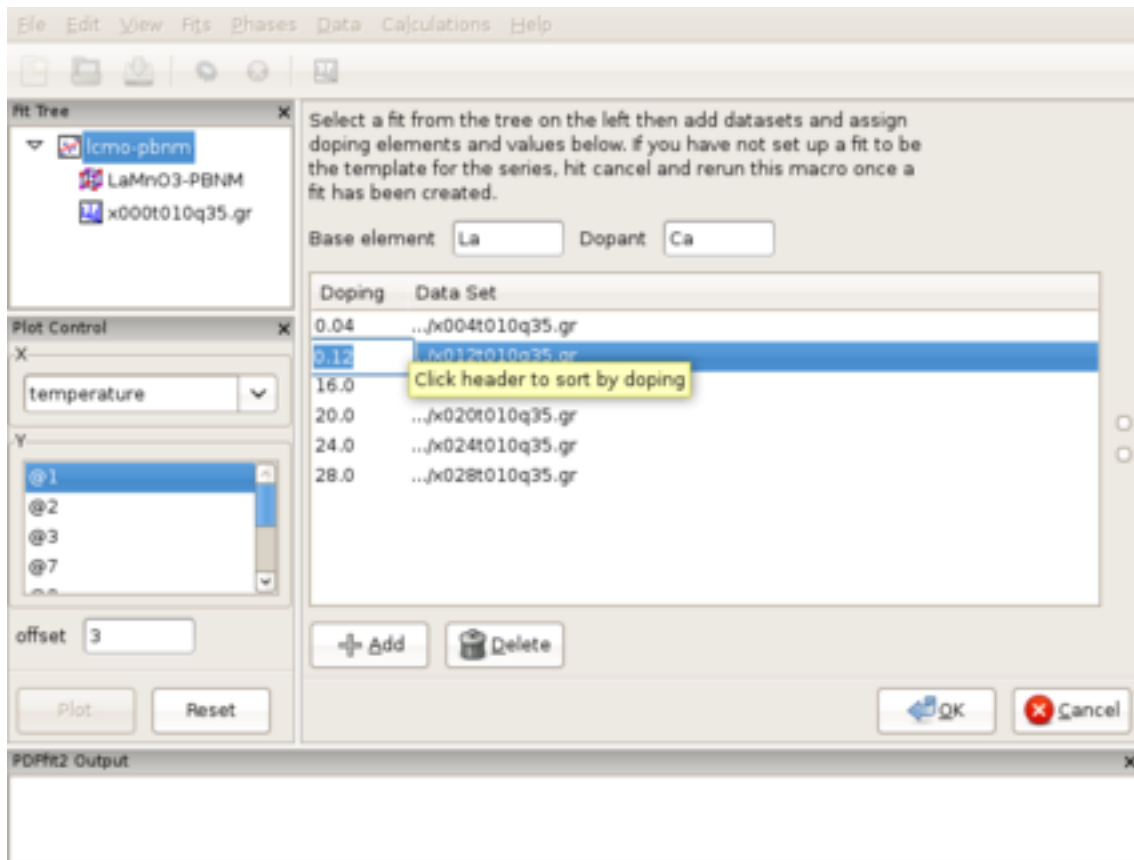 File Edit View Fits Phases Data Calculations Help
Fit Tree
lcmo-pbnm
LaMnO3-PBNM
x000t010q35.gr
Plot Control
X
temperature
Y
@1
@2
@3
@7
offset 3
Plot Reset
Select a fit from the tree on the left then add datasets and assign
doping elements and values below. If you have not set up a fit to be
the template for the series, hit cancel and rerun this macro once a
fit has been created.
Base element La Dopant Ca
Doping Data Set
0.04 .../x004t010q35.gr
0.12 .../x012t010q35.gr
Click header to sort by doping
16.0
20.0 .../x020t010q35.gr
24.0 .../x024t010q35.gr
28.0 .../x028t010q35.gr
Add Delete
OK Cancel
PDFfit2 Output